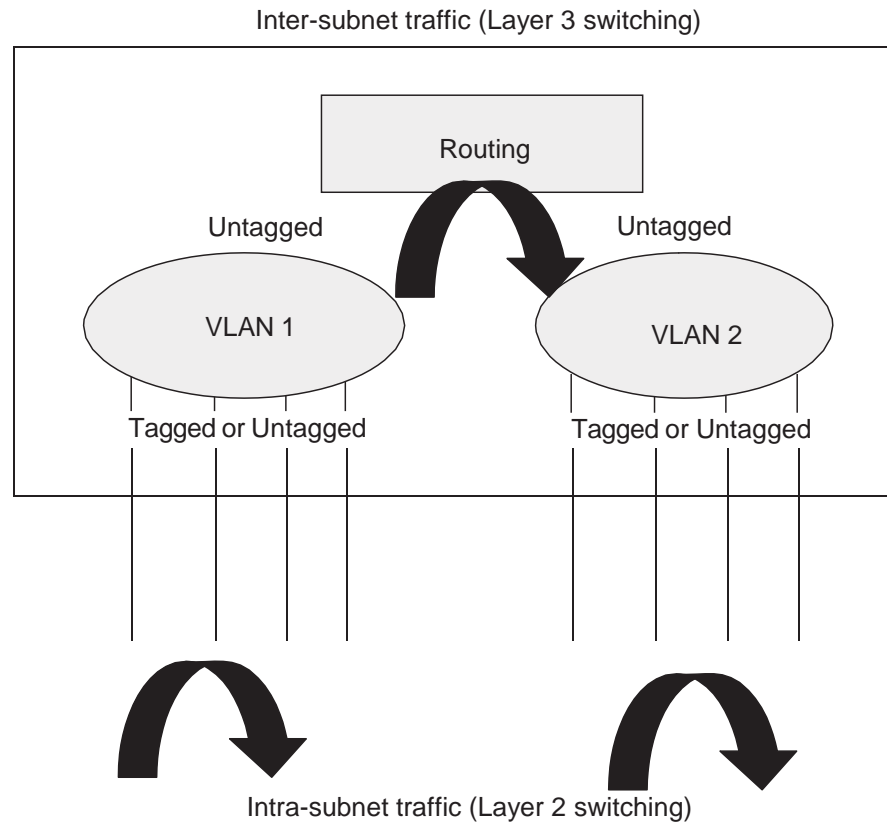 Inter-subnet traffic (Layer 3 switching)
Routing
Untagged
Untagged
VLAN 1
VLAN 2
Tagged or Untagged
Tagged or Untagged
Intra-subnet traffic (Layer 2 switching)